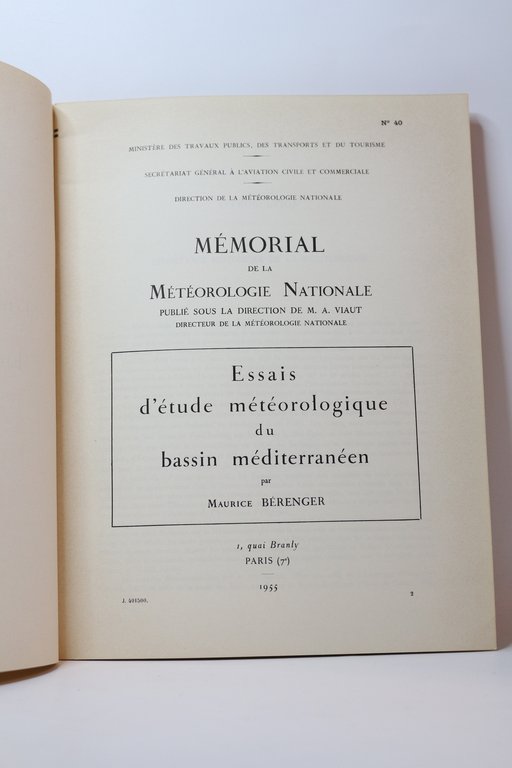 N° 40
MINISTÈRE DES TRAVAUX PUBLICS, DES TRANSPORTS ET DU TOURISME
SECRÉTARIAT GÉNÉRAL À L'AVIATION CIVILE ET COMMERCIALE
DIRECTION DE LA MÉTÉOROLOGIE NATIONALE
MÉMORIAL
DE LA
MÉTÉOROLOGIE NATIONALE
PUBLIÉ SOUS LA DIRECTION DE M. A. VIAUT
DIRECTEUR DE LA MÉTÉOROLOGIE NATIONALE
Essais
d'étude météorologique
du
bassin méditerranéen
par
MAURICE BÉRENGER
1, quai Branly
PARIS (7e)
1955
J. 401500. 2